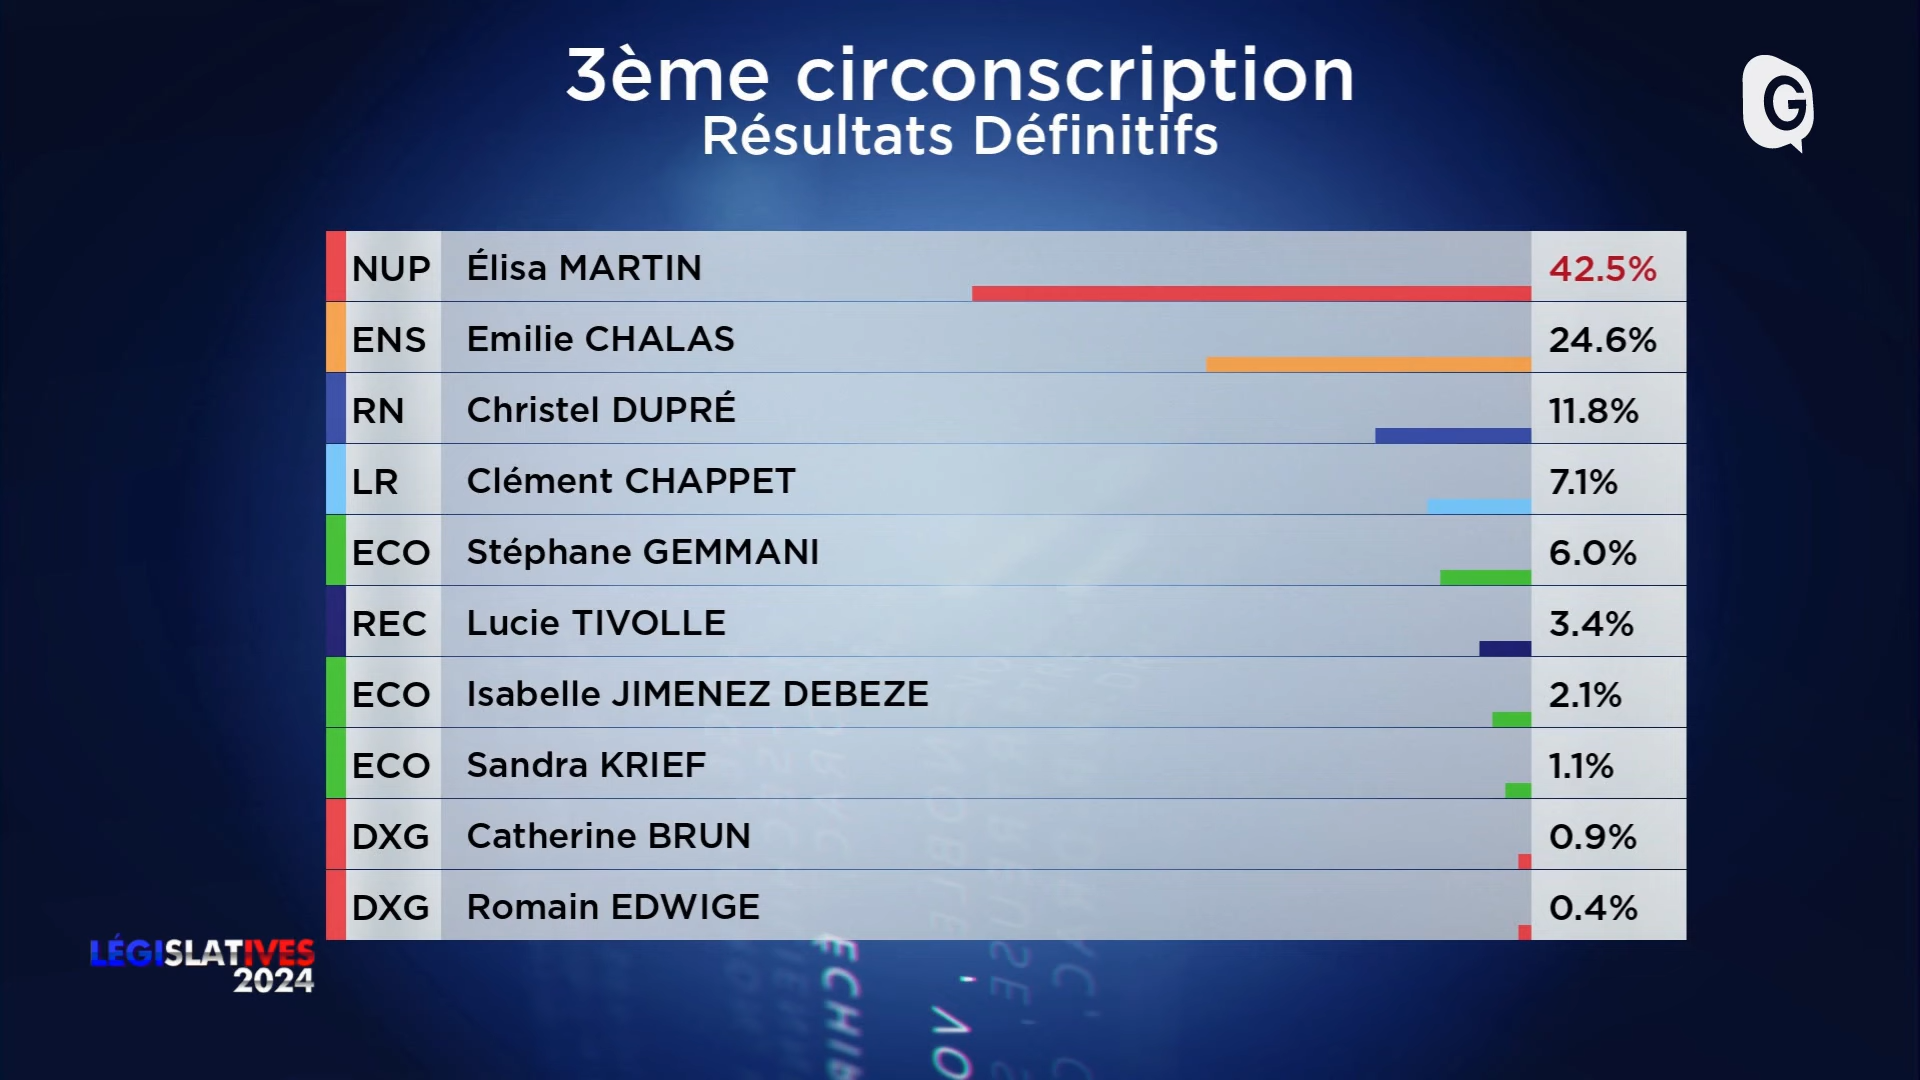 3ème circonscription
Résultats Définitifs
G
NUP Élisa MARTIN 42.5%
ENS Emilie CHALAS 24.6%
RN Christel DUPRÉ 11.8%
LR Clément CHAPPET 7.1%
ECO Stéphane GEMMANI 6.0%
REC Lucie TIVOLLE 3.4%
ECO Isabelle JIMENEZ DEBEZE 2.1%
ECO Sandra KRIEF 1.1%
DXG Catherine BRUN 0.9%
DXG Romain EDWIGE 0.4%
LÉGISLATIVES
2024